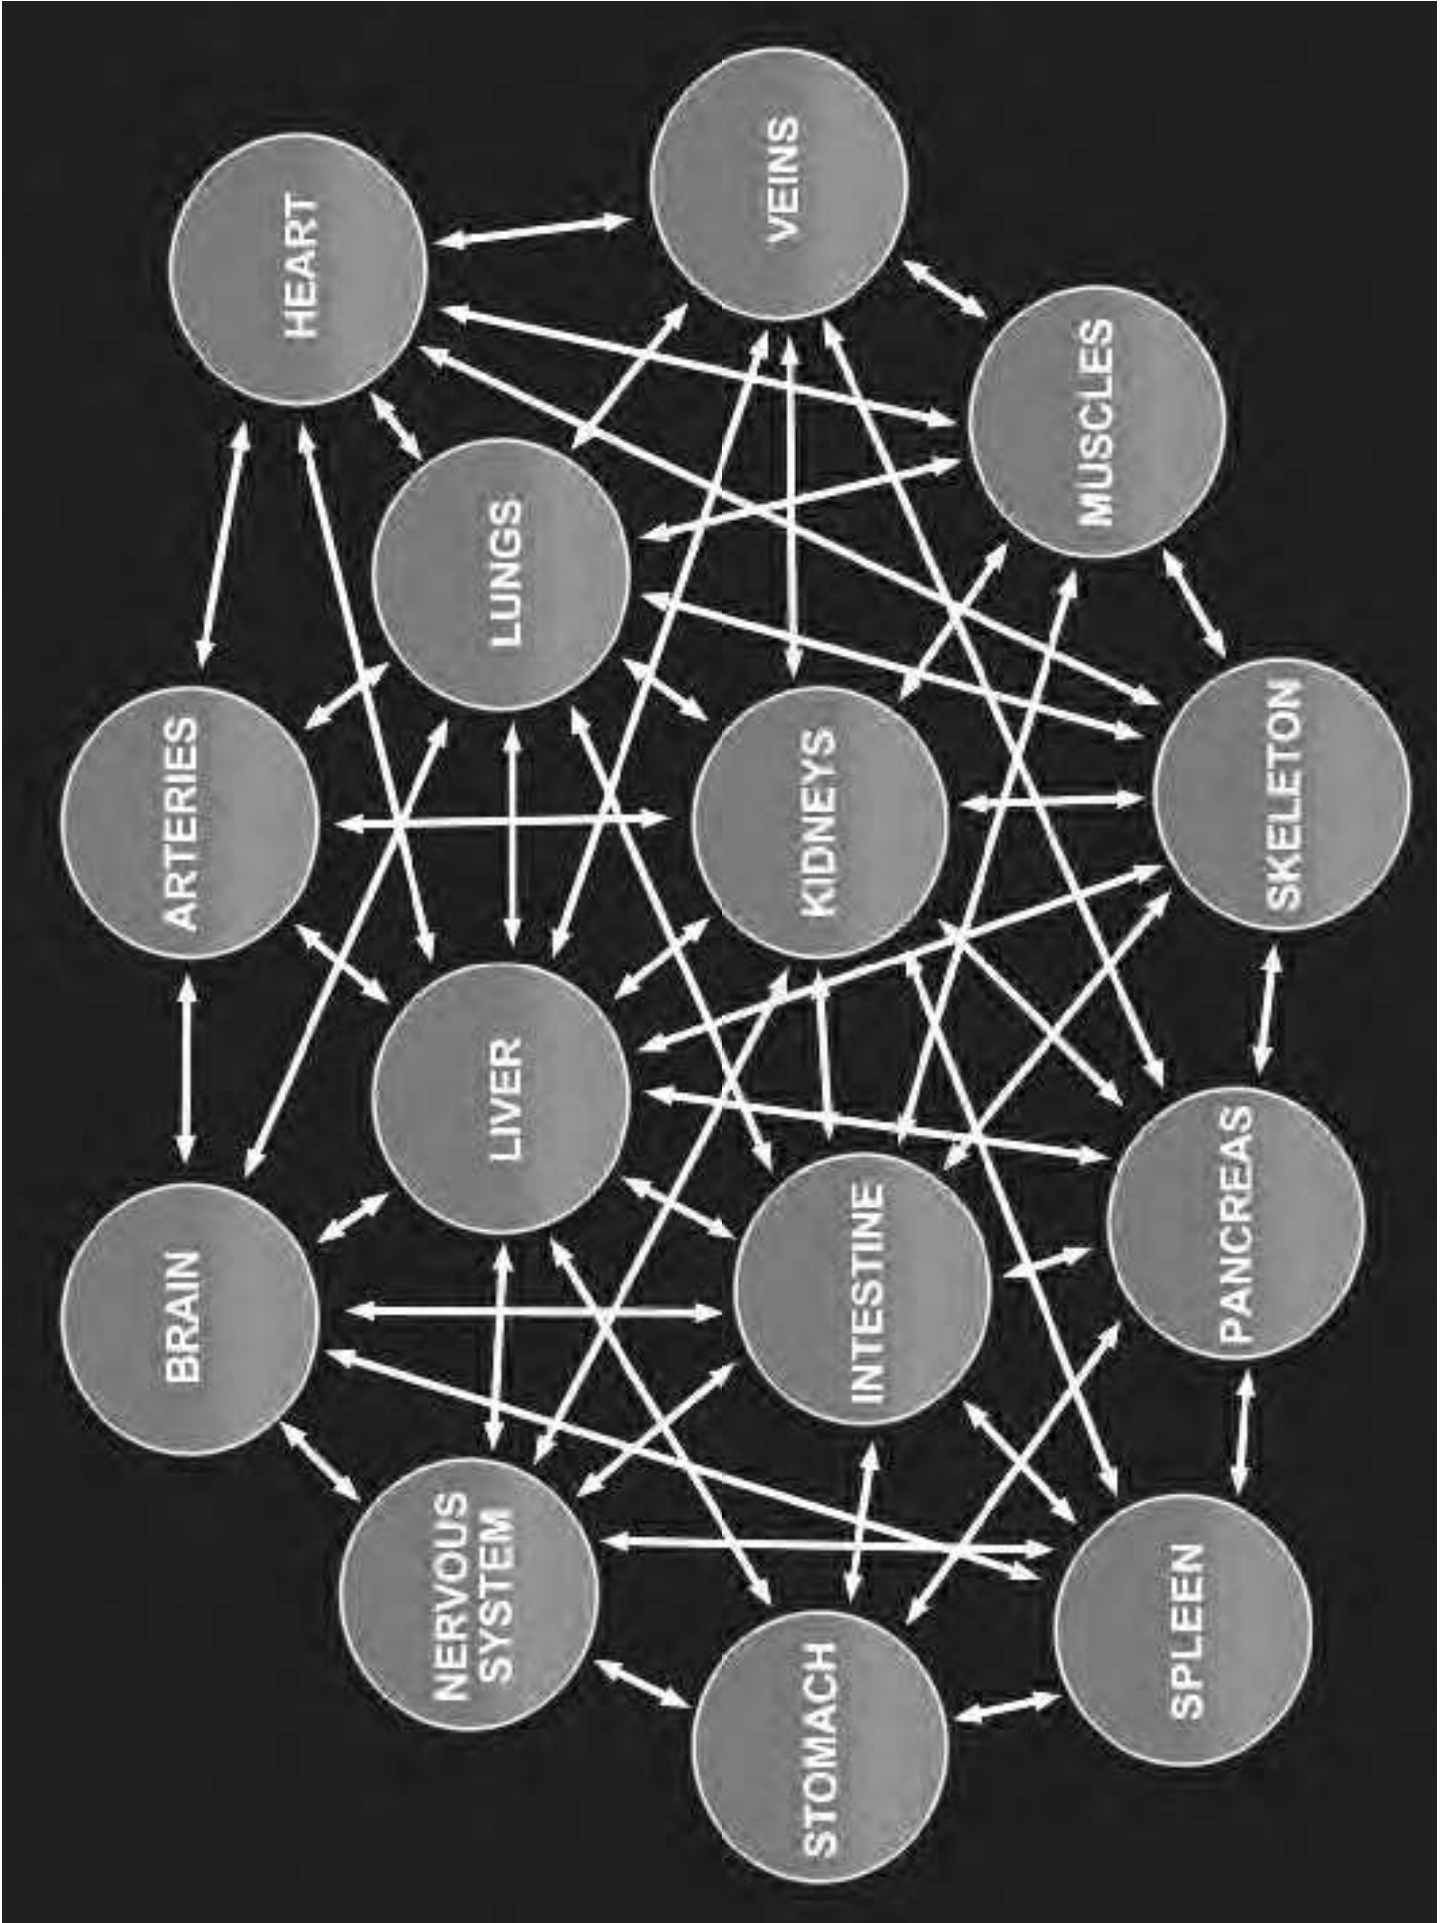 BRAIN
ARTERIES
HEART
NERVOUS
SYSTEM
LIVER
LUNGS
STOMACH
INTESTINE
KIDNEYS
VEINS
SPLEEN
PANCREAS
SKELETON
MUSCLES